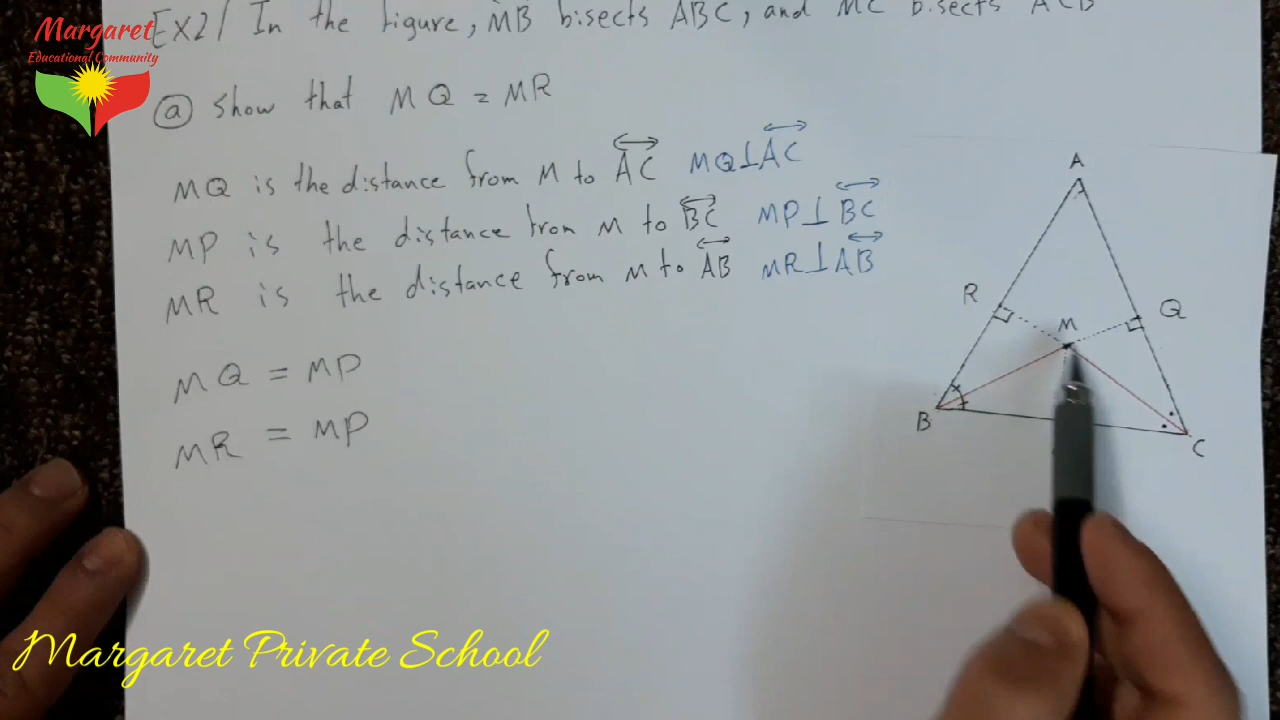 Margaret
Educational Community
EX2/ In the figure, MB bisects ABC, and MC bisects ACB
ⓐ show that MQ = MR
MQ is the distance from M to AC MQ⊥AC
MP is the distance from M to BC MP⊥BC
MR is the distance from M to AB MR⊥AB
MQ = MP
MR = MP
A
R
M
Q
B
C
Margaret Private School